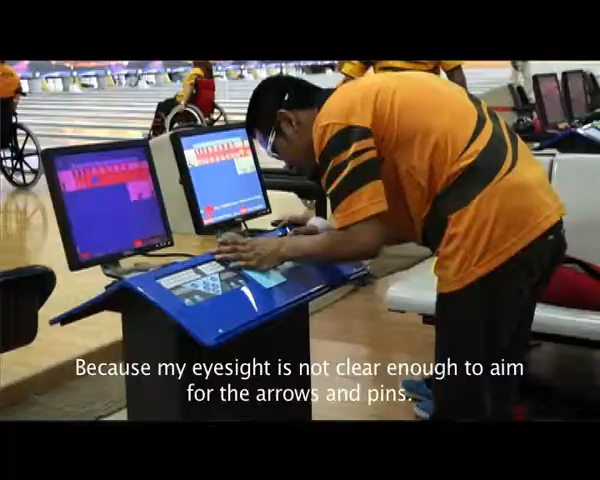 Because my eyesight is not clear enough to aim
for the arrows and pins.